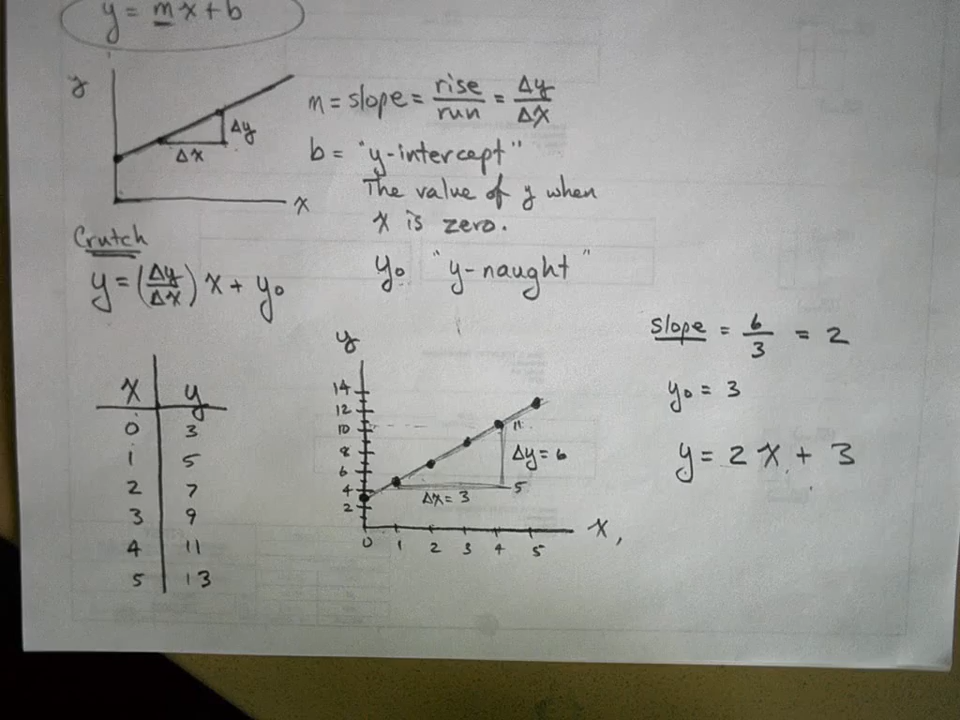 y = mx + b
y
Δy
Δx
x
m = slope = rise/run = Δy/Δx
b = "y-intercept"
The value of y when
x is zero.
Crutch
y = (Δy/Δx) x + y₀
y₀ "y-naught"
x y
0 3
1 5
2 7
3 9
4 11
5 13
y
14
12
10
8
6
4
2
11
Δy = 6
5
Δx = 3
0 1 2 3 4 5
x,
slope = 6/3 = 2
y₀ = 3
y = 2x + 3